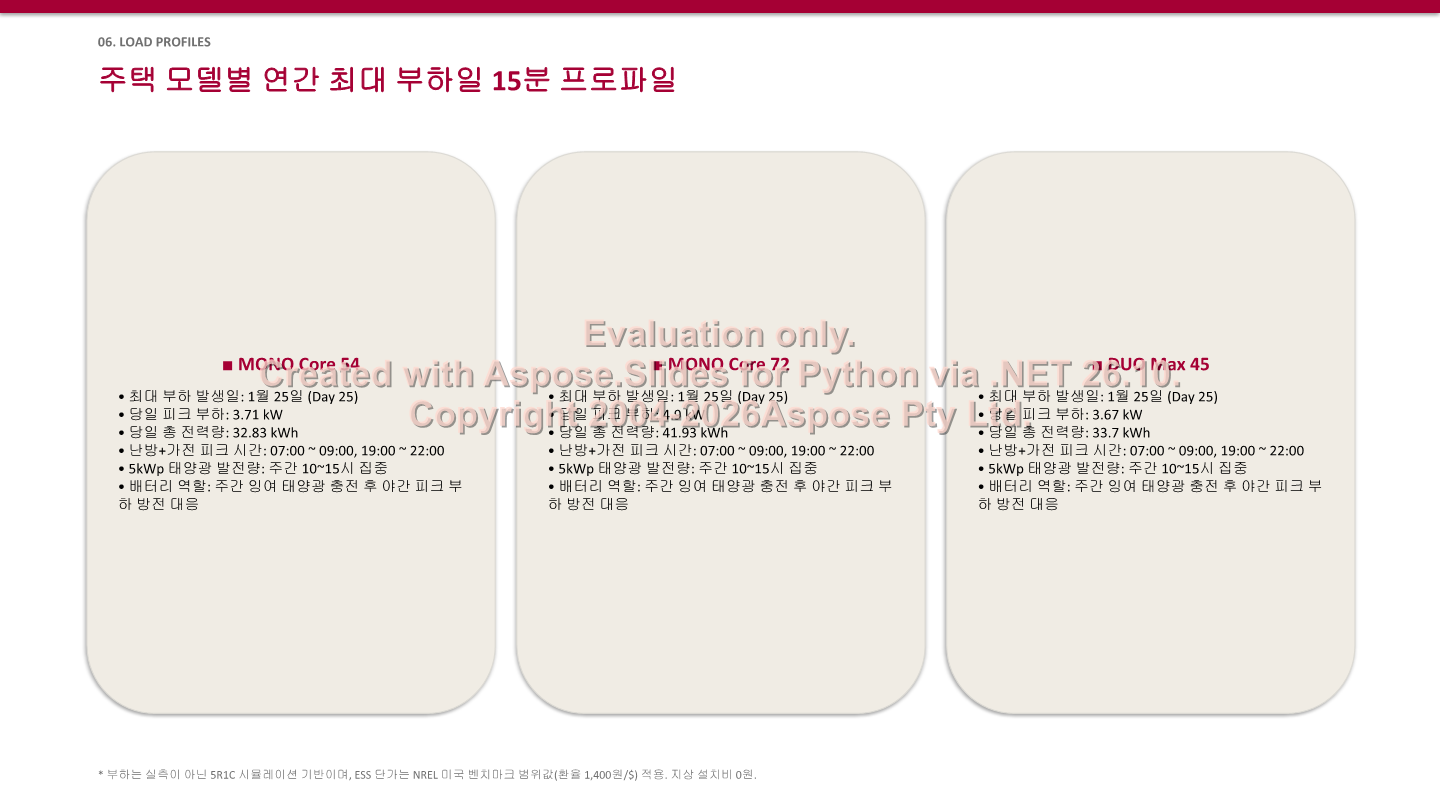 06. LOAD PROFILES
주택 모델별 연간 최대 부하일 15분 프로파일
Evaluation only.
Created with Aspose.Slides for Python via .NET 26.10.
Copyright 2004-2026Aspose Pty Ltd.
■ MONO Core 54
• 최대 부하 발생일: 1월 25일 (Day 25)
• 당일 피크 부하: 3.71 kW
• 당일 총 전력량: 32.83 kWh
• 난방+가전 피크 시간: 07:00 ~ 09:00, 19:00 ~ 22:00
• 5kWp 태양광 발전량: 주간 10~15시 집중
• 배터리 역할: 주간 잉여 태양광 충전 후 야간 피크 부
하 방전 대응
■ MONO Core 72
• 최대 부하 발생일: 1월 25일 (Day 25)
• 당일 피크 부하: kW
• 당일 총 전력량: 41.93 kWh
• 난방+가전 피크 시간: 07:00 ~ 09:00, 19:00 ~ 22:00
• 5kWp 태양광 발전량: 주간 10~15시 집중
• 배터리 역할: 주간 잉여 태양광 충전 후 야간 피크 부
하 방전 대응
■ DUO Max 45
• 최대 부하 발생일: 1월 25일 (Day 25)
• 당일 피크 부하: 3.67 kW
• 당일 총 전력량: 33.7 kWh
• 난방+가전 피크 시간: 07:00 ~ 09:00, 19:00 ~ 22:00
• 5kWp 태양광 발전량: 주간 10~15시 집중
• 배터리 역할: 주간 잉여 태양광 충전 후 야간 피크 부
하 방전 대응
* 부하는 실측이 아닌 5R1C 시뮬레이션 기반이며, ESS 단가는 NREL 미국 벤치마크 범위값(환율 1,400원/$) 적용. 지상 설치비 0원.